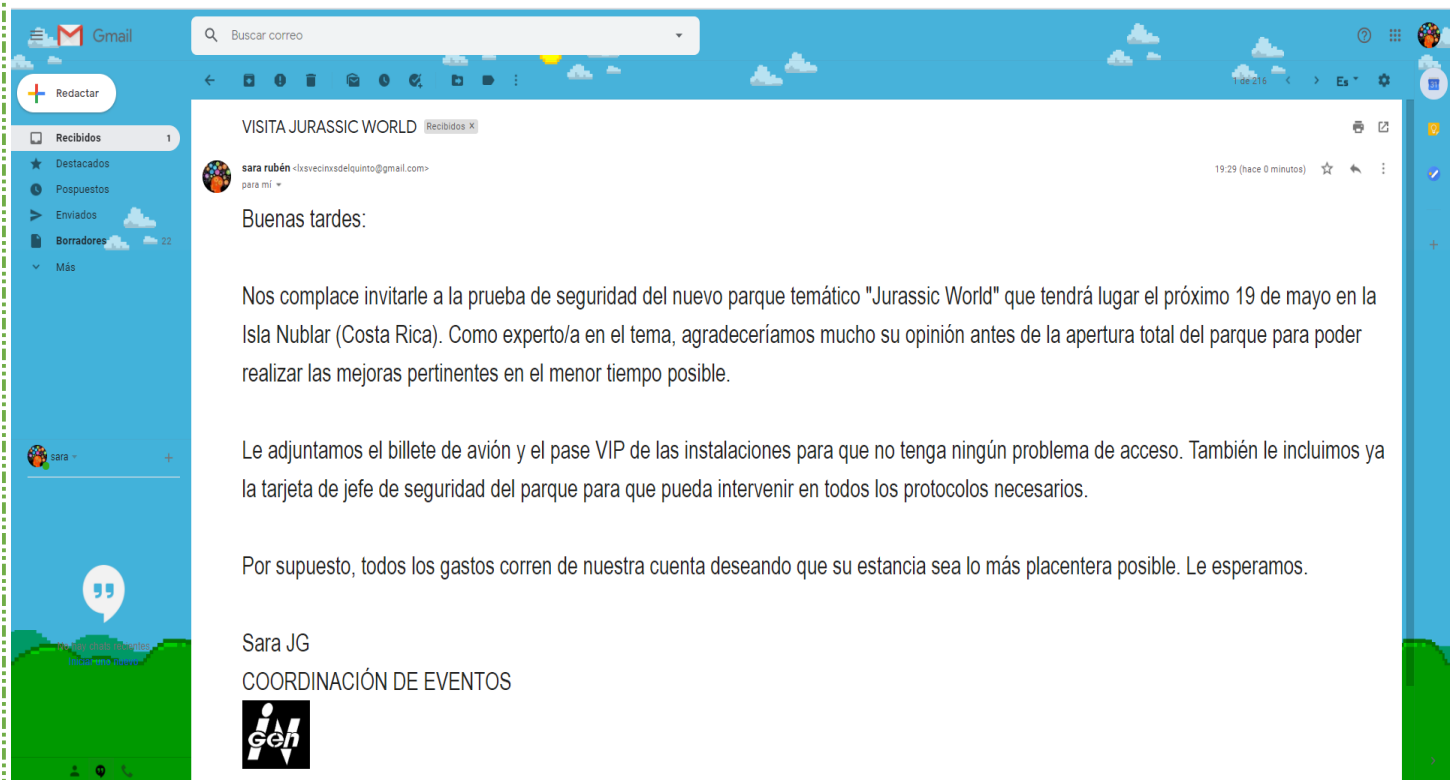 Gmail
Buscar correo
Redactar
1 de 216
Es
Recibidos 1
Destacados
Pospuestos
Enviados
Borradores 22
Más
sara
VISITA JURASSIC WORLD Recibidos x
sara rubén <lxsvecinxsdelquinto@gmail.com>
para mí
19:29 (hace 0 minutos)
Buenas tardes:
Nos complace invitarle a la prueba de seguridad del nuevo parque temático "Jurassic World" que tendrá lugar el próximo 19 de mayo en la
Isla Nublar (Costa Rica). Como experto/a en el tema, agradeceríamos mucho su opinión antes de la apertura total del parque para poder
realizar las mejoras pertinentes en el menor tiempo posible.
Le adjuntamos el billete de avión y el pase VIP de las instalaciones para que no tenga ningún problema de acceso. También le incluimos ya
la tarjeta de jefe de seguridad del parque para que pueda intervenir en todos los protocolos necesarios.
Por supuesto, todos los gastos corren de nuestra cuenta deseando que su estancia sea lo más placentera posible. Le esperamos.
Sara JG
COORDINACIÓN DE EVENTOS
InGen
31